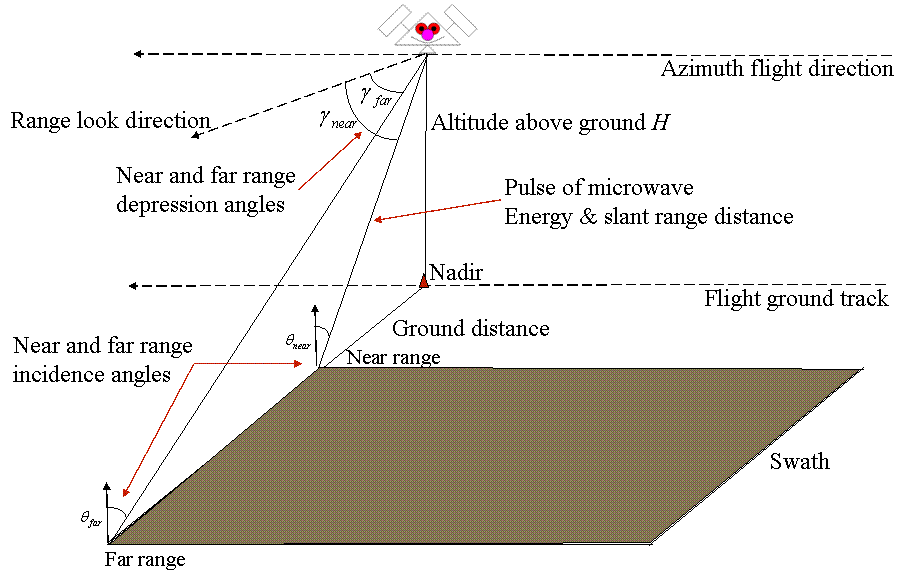 Azimuth flight direction
γ far
Range look direction
γ near
Altitude above ground H
Near and far range
depression angles
Pulse of microwave
Energy & slant range distance
Nadir
Flight ground track
Ground distance
θ near
Near and far range
incidence angles
Near range
Swath
θ far
Far range